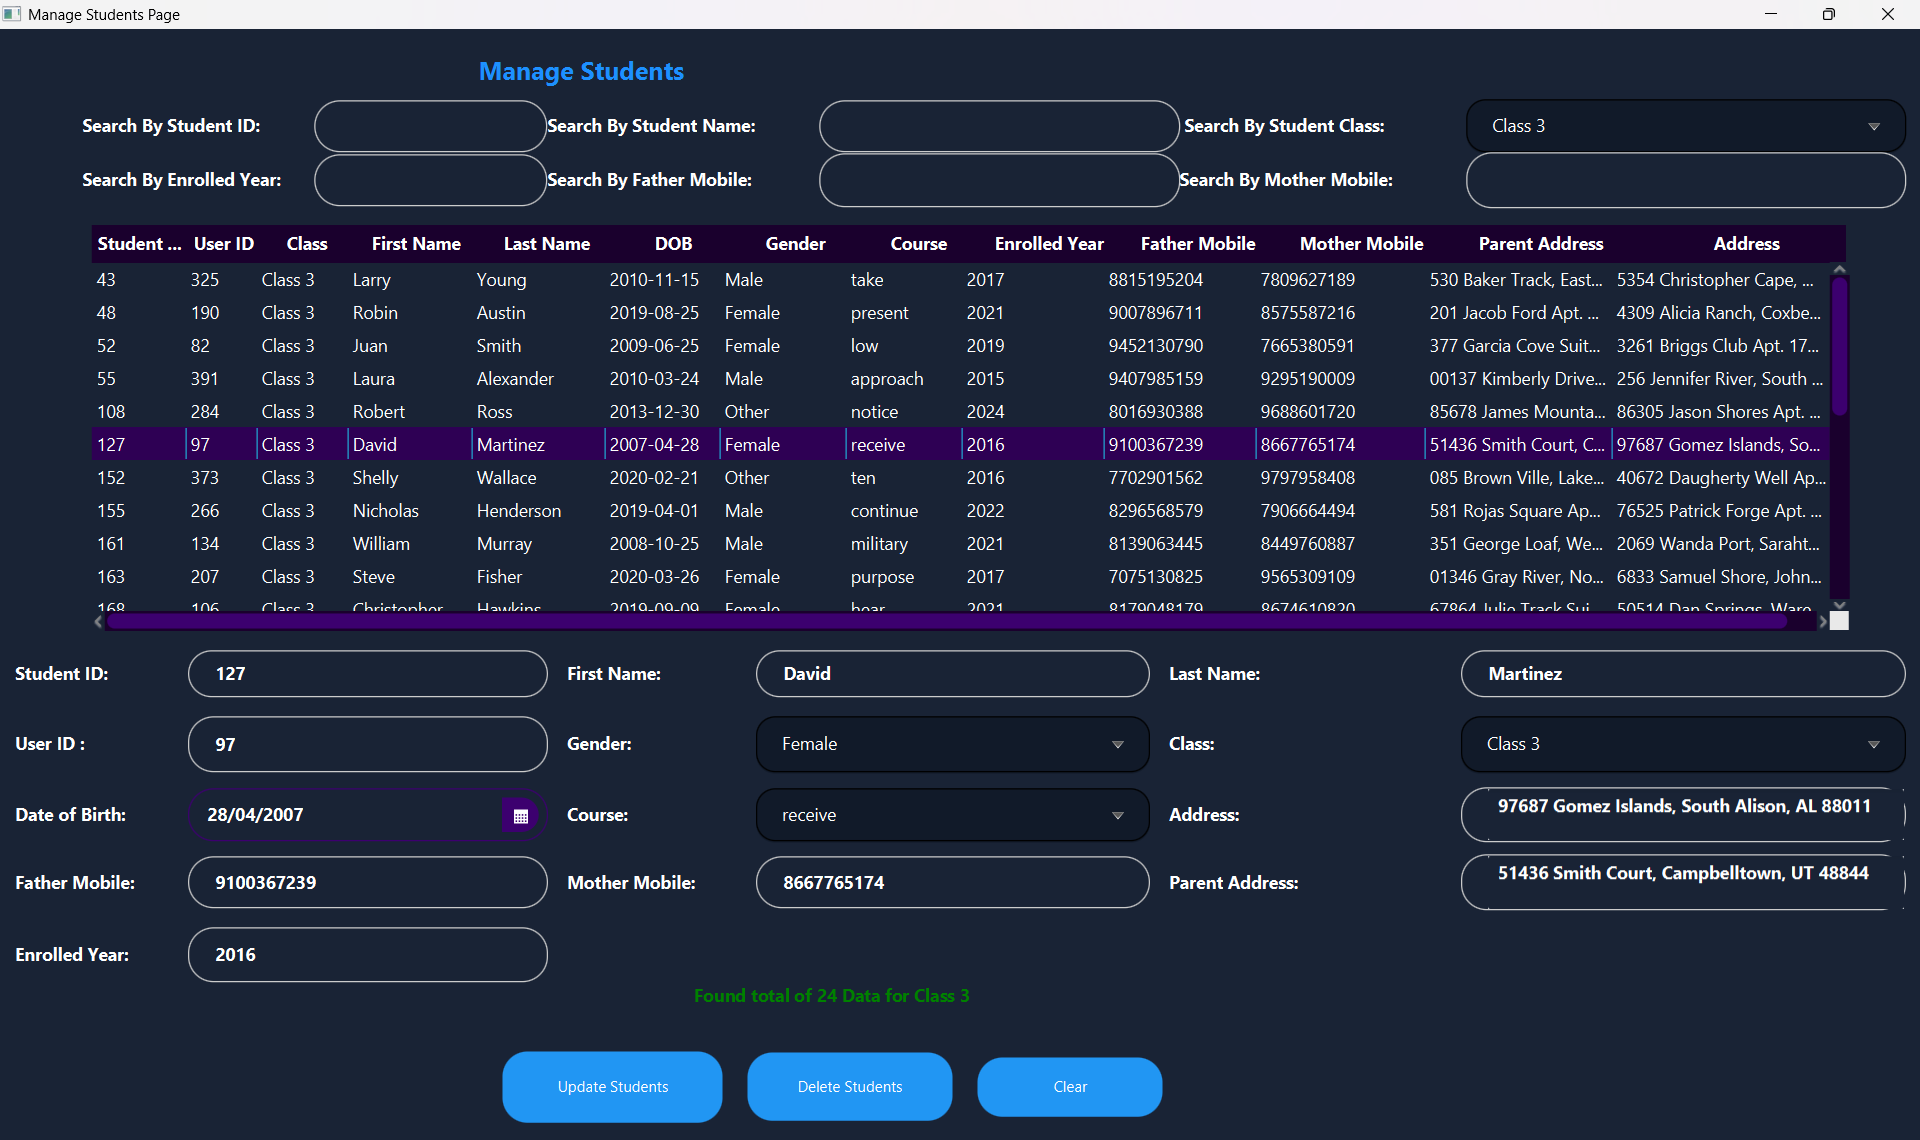 Manage Students Page
Manage Students
Search By Student ID: Search By Student Name: Search By Student Class: Class 3
Search By Enrolled Year: Search By Father Mobile: Search By Mother Mobile:
Student ... User ID Class First Name Last Name DOB Gender Course Enrolled Year Father Mobile Mother Mobile Parent Address Address
43 325 Class 3 Larry Young 2010-11-15 Male take 2017 8815195204 7809627189 530 Baker Track, East... 5354 Christopher Cape, ...
48 190 Class 3 Robin Austin 2019-08-25 Female present 2021 9007896711 8575587216 201 Jacob Ford Apt. ... 4309 Alicia Ranch, Coxbe...
52 82 Class 3 Juan Smith 2009-06-25 Female low 2019 9452130790 7665380591 377 Garcia Cove Suit... 3261 Briggs Club Apt. 17...
55 391 Class 3 Laura Alexander 2010-03-24 Male approach 2015 9407985159 9295190009 00137 Kimberly Drive... 256 Jennifer River, South ...
108 284 Class 3 Robert Ross 2013-12-30 Other notice 2024 8016930388 9688601720 85678 James Mounta... 86305 Jason Shores Apt. ...
127 97 Class 3 David Martinez 2007-04-28 Female receive 2016 9100367239 8667765174 51436 Smith Court, C... 97687 Gomez Islands, So...
152 373 Class 3 Shelly Wallace 2020-02-21 Other ten 2016 7702901562 9797958408 085 Brown Ville, Lake... 40672 Daugherty Well Ap...
155 266 Class 3 Nicholas Henderson 2019-04-01 Male continue 2022 8296568579 7906664494 581 Rojas Square Ap... 76525 Patrick Forge Apt. ...
161 134 Class 3 William Murray 2008-10-25 Male military 2021 8139063445 8449760887 351 George Loaf, We... 2069 Wanda Port, Saraht...
163 207 Class 3 Steve Fisher 2020-03-26 Female purpose 2017 7075130825 9565309109 01346 Gray River, No... 6833 Samuel Shore, John...
168 106 Class 3 Christopher Hawkins 2019-09-09 Female hear 2021 8179048179 8674610820 67864 Julie Track Sui... 50514 Dan Springs, Ware...
Student ID: 127 First Name: David Last Name: Martinez
User ID : 97 Gender: Female Class: Class 3
Date of Birth: 28/04/2007 Course: receive Address: 97687 Gomez Islands, South Alison, AL 88011
Father Mobile: 9100367239 Mother Mobile: 8667765174 Parent Address: 51436 Smith Court, Campbelltown, UT 48844
Enrolled Year: 2016
Found total of 24 Data for Class 3
Update Students Delete Students Clear